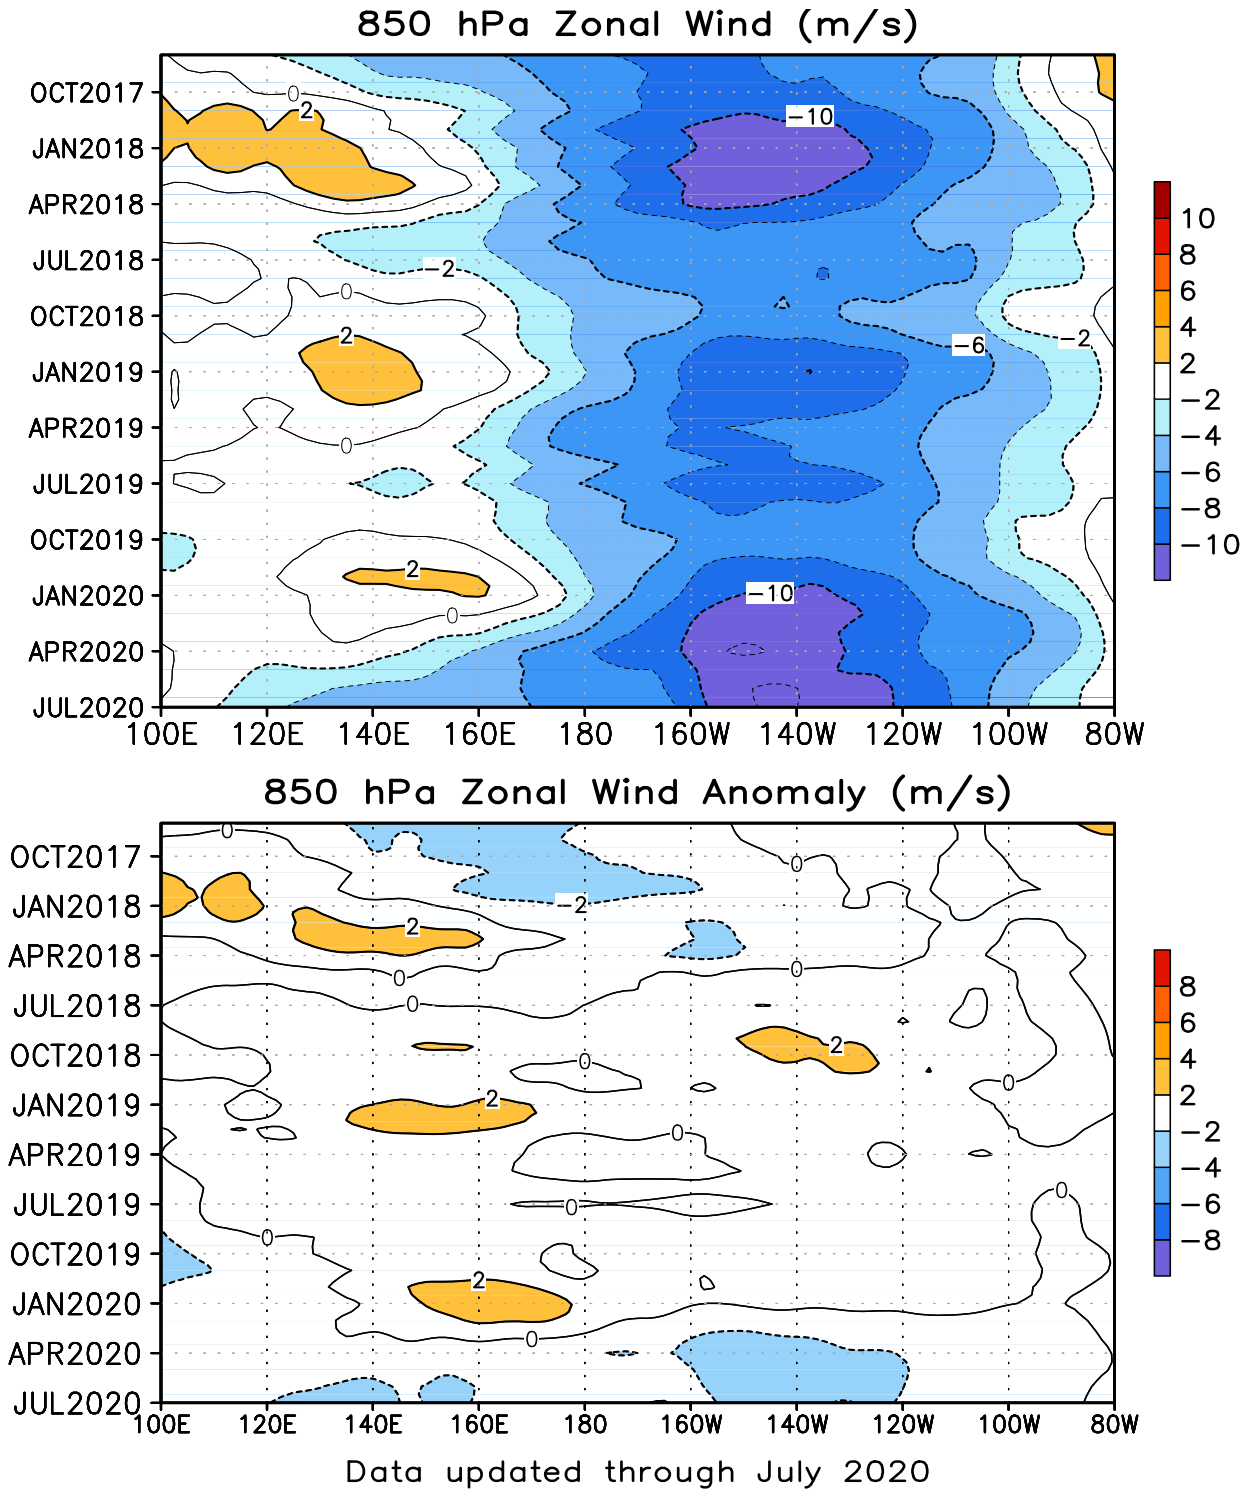 850 hPa Zonal Wind (m/s)
OCT2017
JAN2018
APR2018
JUL2018
OCT2018
JAN2019
APR2019
JUL2019
OCT2019
JAN2020
APR2020
JUL2020
100E 120E 140E 160E 180 160W 140W 120W 100W 80W
0
2
−10
−2
0
2
−6
−2
0
2
−10
0
10
8
6
4
2
−2
−4
−6
−8
−10
850 hPa Zonal Wind Anomaly (m/s)
OCT2017
JAN2018
APR2018
JUL2018
OCT2018
JAN2019
APR2019
JUL2019
OCT2019
JAN2020
APR2020
JUL2020
100E 120E 140E 160E 180 160W 140W 120W 100W 80W
0
0
−2
2
0
0
0
2
0
0
2
0
0
0
0
2
0
8
6
4
2
−2
−4
−6
−8
Data updated through July 2020